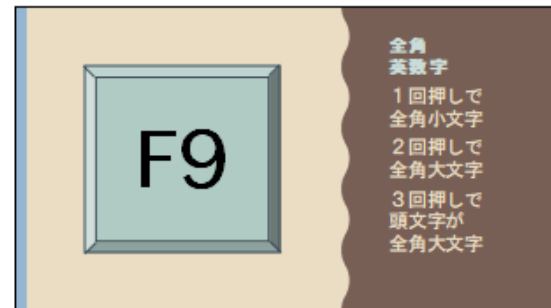 F9
全角
英数字
１回押しで
全角小文字
２回押しで
全角大文字
３回押しで
頭文字が
全角大文字